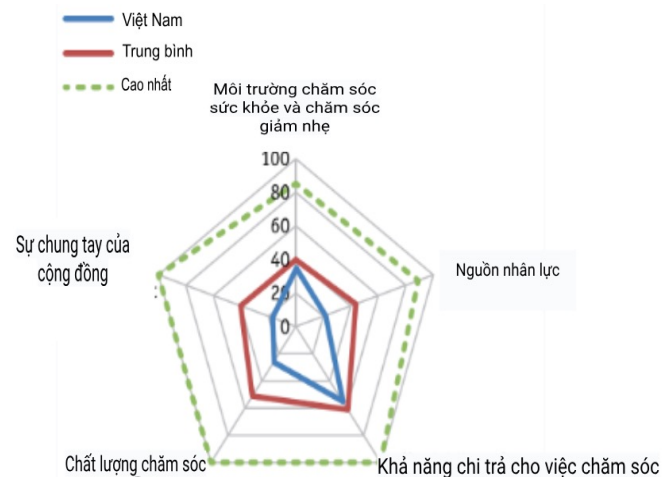 Việt Nam
Trung bình
Cao nhất
Môi trường chăm sóc
sức khỏe và chăm sóc
giảm nhẹ
100
80
60
40
20
0
Sự chung tay của
cộng đồng
Nguồn nhân lực
Chất lượng chăm sóc
Khả năng chi trả cho việc chăm sóc